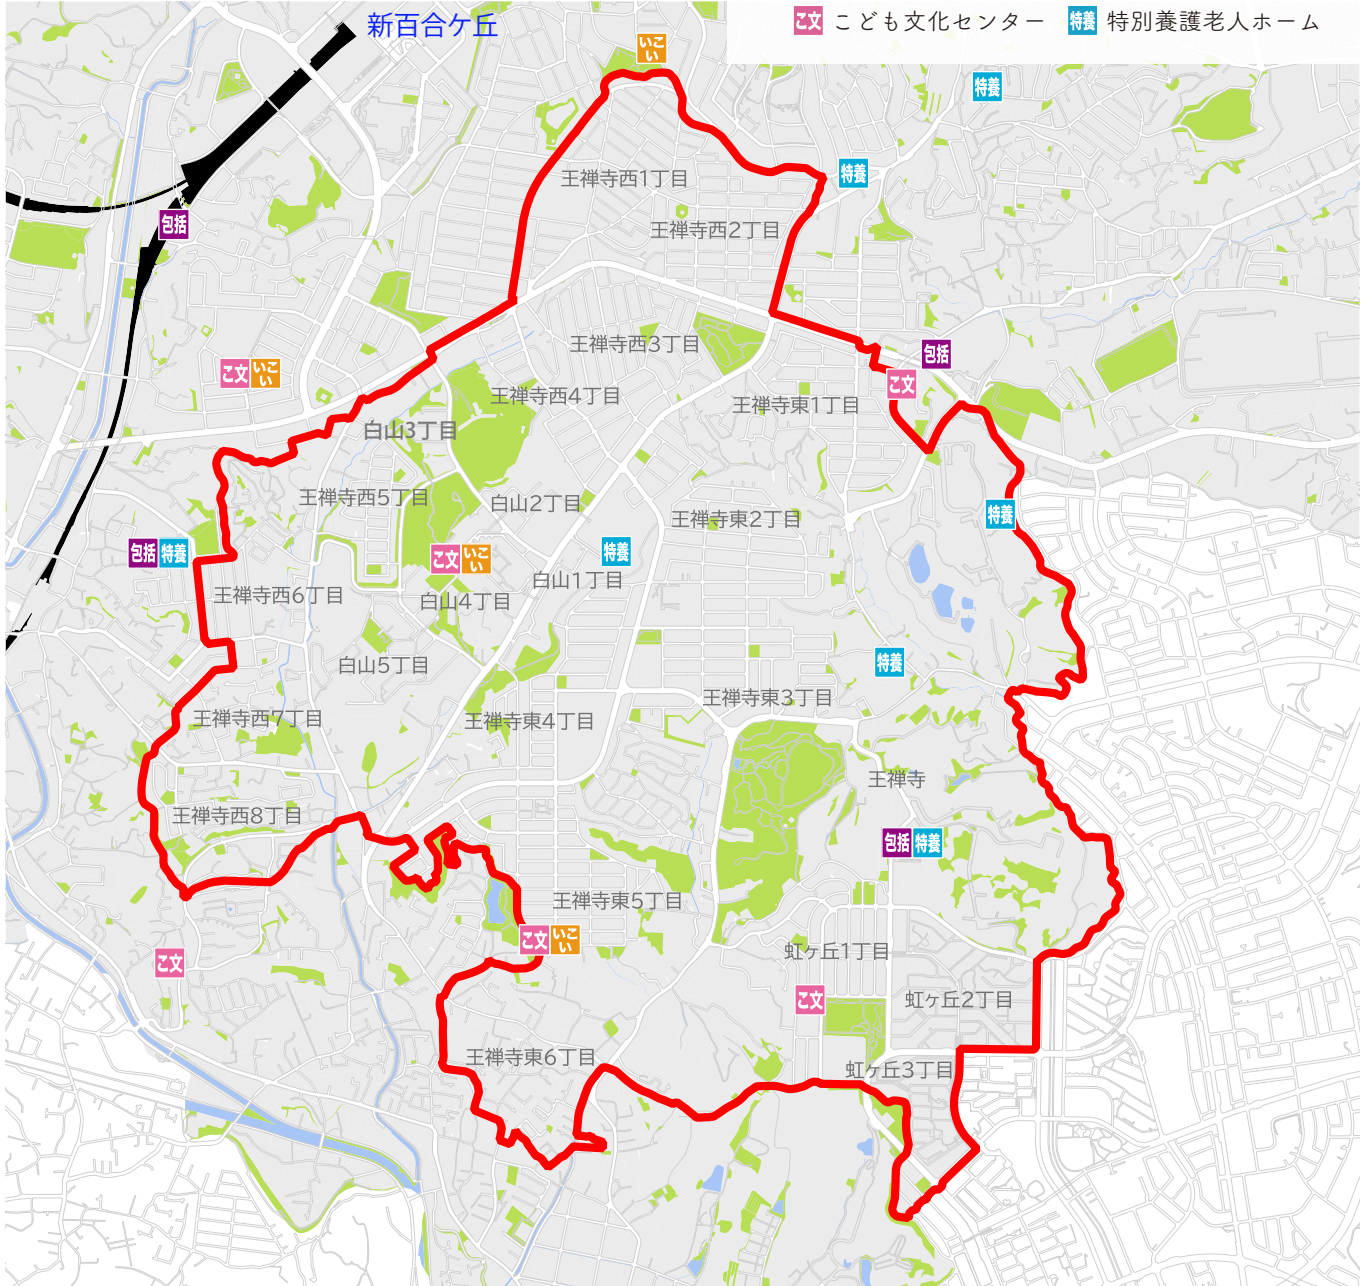 新百合ケ丘
こ文 こども文化センター 特養 特別養護老人ホーム
いこい
特養
特養
王禅寺西1丁目
包括
王禅寺西2丁目
王禅寺西3丁目
包括
こ文 いこい
こ文
王禅寺西4丁目
王禅寺東1丁目
白山3丁目
王禅寺西5丁目
白山2丁目
特養
王禅寺東2丁目
包括 特養
こ文 いこい
特養
白山1丁目
王禅寺西6丁目
白山4丁目
白山5丁目
特養
王禅寺東3丁目
王禅寺西7丁目
王禅寺東4丁目
王禅寺
王禅寺西8丁目
包括 特養
王禅寺東5丁目
こ文 いこい
虹ヶ丘1丁目
こ文
こ文
虹ヶ丘2丁目
王禅寺東6丁目
虹ヶ丘3丁目